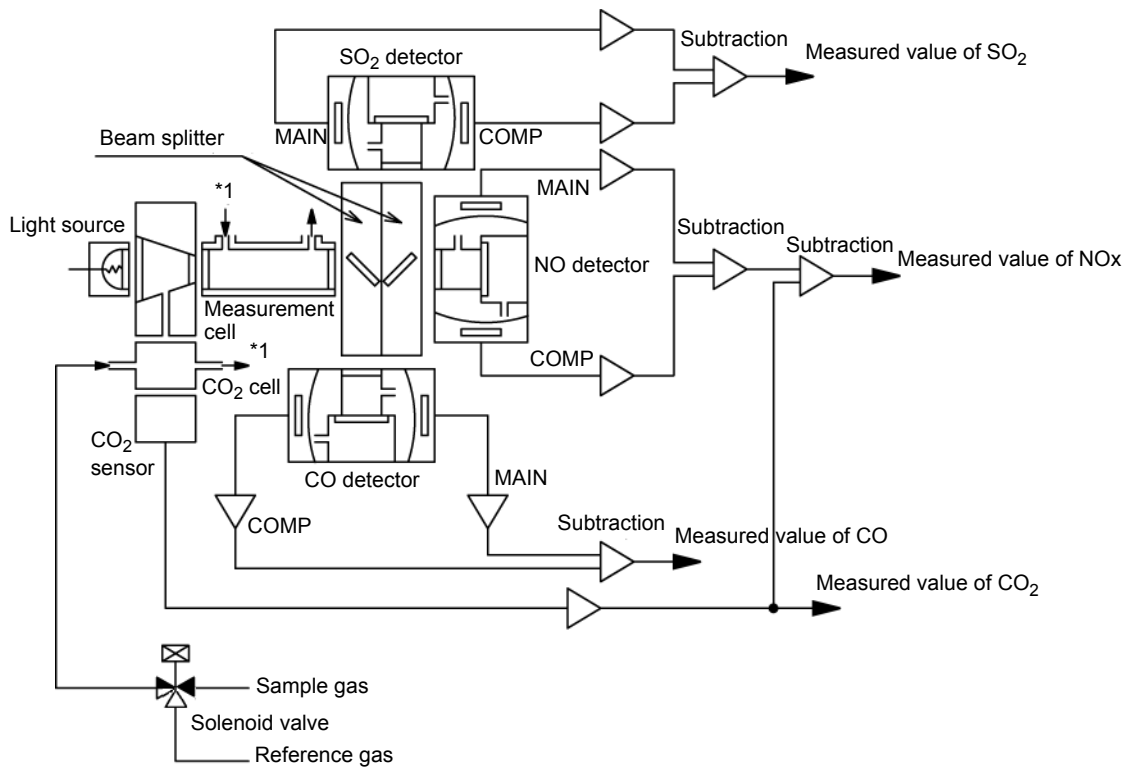 Subtraction
Measured value of SO2
SO2 detector
MAIN
COMP
Beam splitter
MAIN
*1
Light source
Subtraction
Subtraction
Measured value of NOx
NO detector
Measurement
cell
*1
COMP
CO2 cell
CO2
sensor
CO detector
MAIN
COMP
Subtraction
Measured value of CO
Measured value of CO2
Sample gas
Solenoid valve
Reference gas